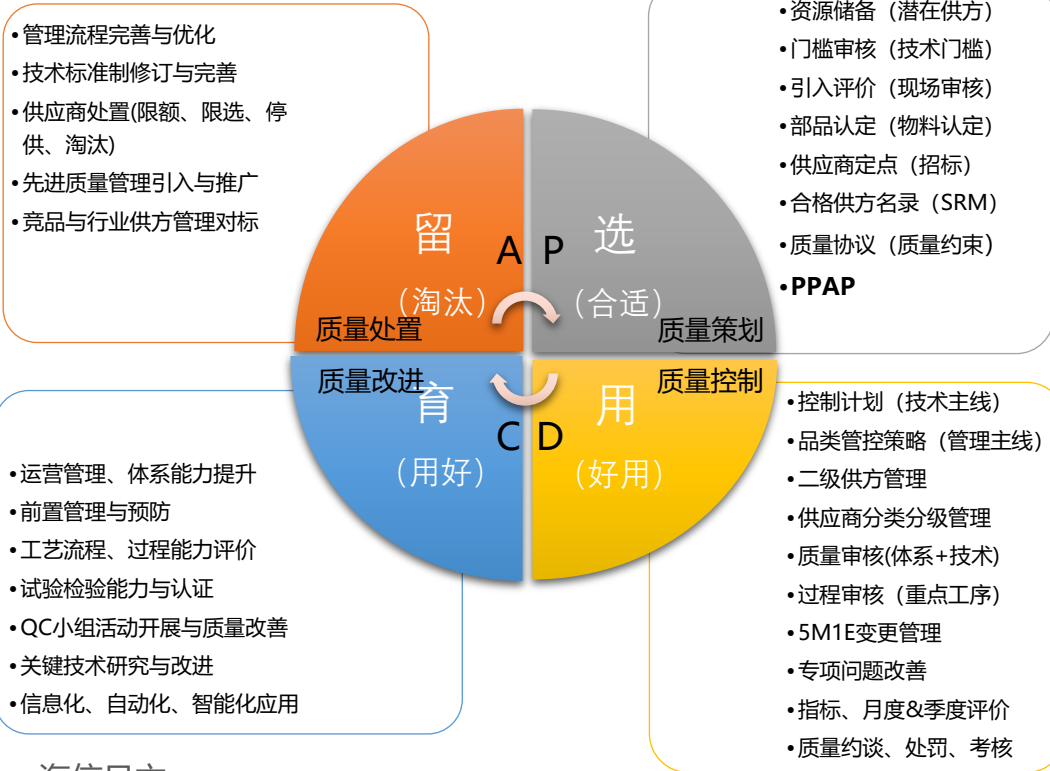 •管理流程完善与优化
•技术标准制修订与完善
•供应商处置(限额、限选、停
供、淘汰)
•先进质量管理引入与推广
•竞品与行业供方管理对标
•资源储备（潜在供方）
•门槛审核（技术门槛）
•引入评价（现场审核）
•部品认定（物料认定）
•供应商定点（招标）
•合格供方名录（SRM）
•质量协议（质量约束）
•PPAP
留
（淘汰）
A
质量处置
P
选
（合适）
质量策划
质量改进
育
（用好）
C
质量控制
用
（好用）
D
•运营管理、体系能力提升
•前置管理与预防
•工艺流程、过程能力评价
•试验检验能力与认证
•QC小组活动开展与质量改善
•关键技术研究与改进
•信息化、自动化、智能化应用
•控制计划（技术主线）
•品类管控策略（管理主线）
•二级供方管理
•供应商分类分级管理
•质量审核(体系+技术)
•过程审核（重点工序）
•5M1E变更管理
•专项问题改善
•指标、月度&季度评价
•质量约谈、处罚、考核